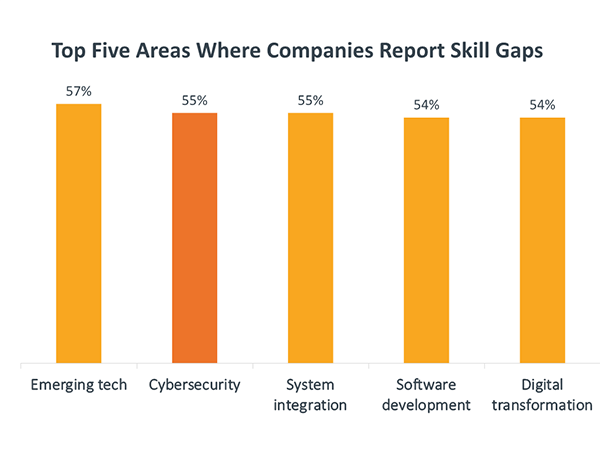 Top Five Areas Where Companies Report Skill Gaps
57%
55%
55%
54%
54%
Emerging tech
Cybersecurity
System
integration
Software
development
Digital
transformation